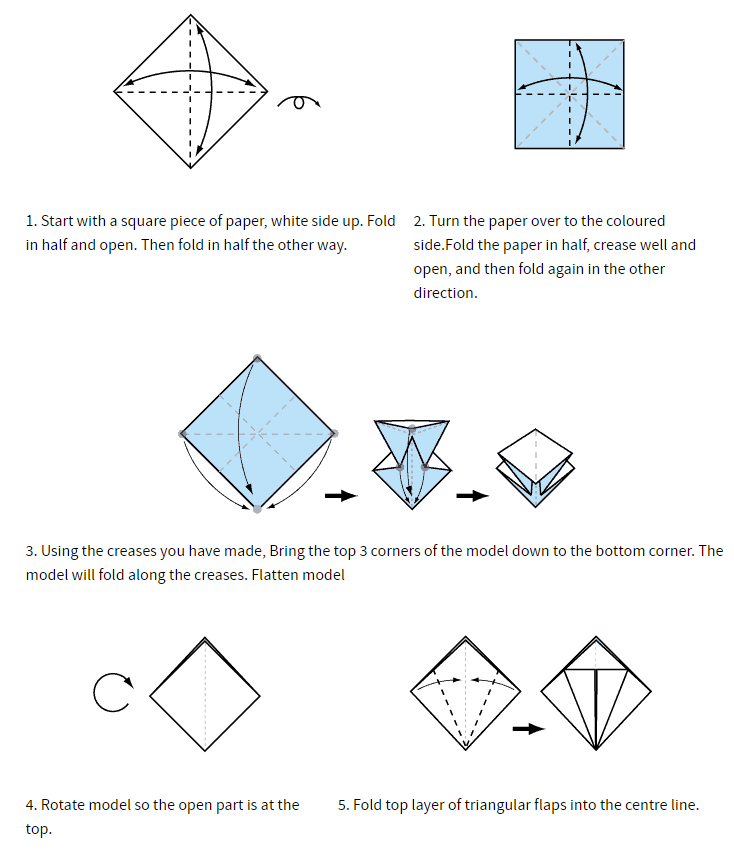 1. Start with a square piece of paper, white side up. Fold
in half and open. Then fold in half the other way.
2. Turn the paper over to the coloured
side.Fold the paper in half, crease well and
open, and then fold again in the other
direction.
3. Using the creases you have made, Bring the top 3 corners of the model down to the bottom corner. The
model will fold along the creases. Flatten model
4. Rotate model so the open part is at the
top.
5. Fold top layer of triangular flaps into the centre line.